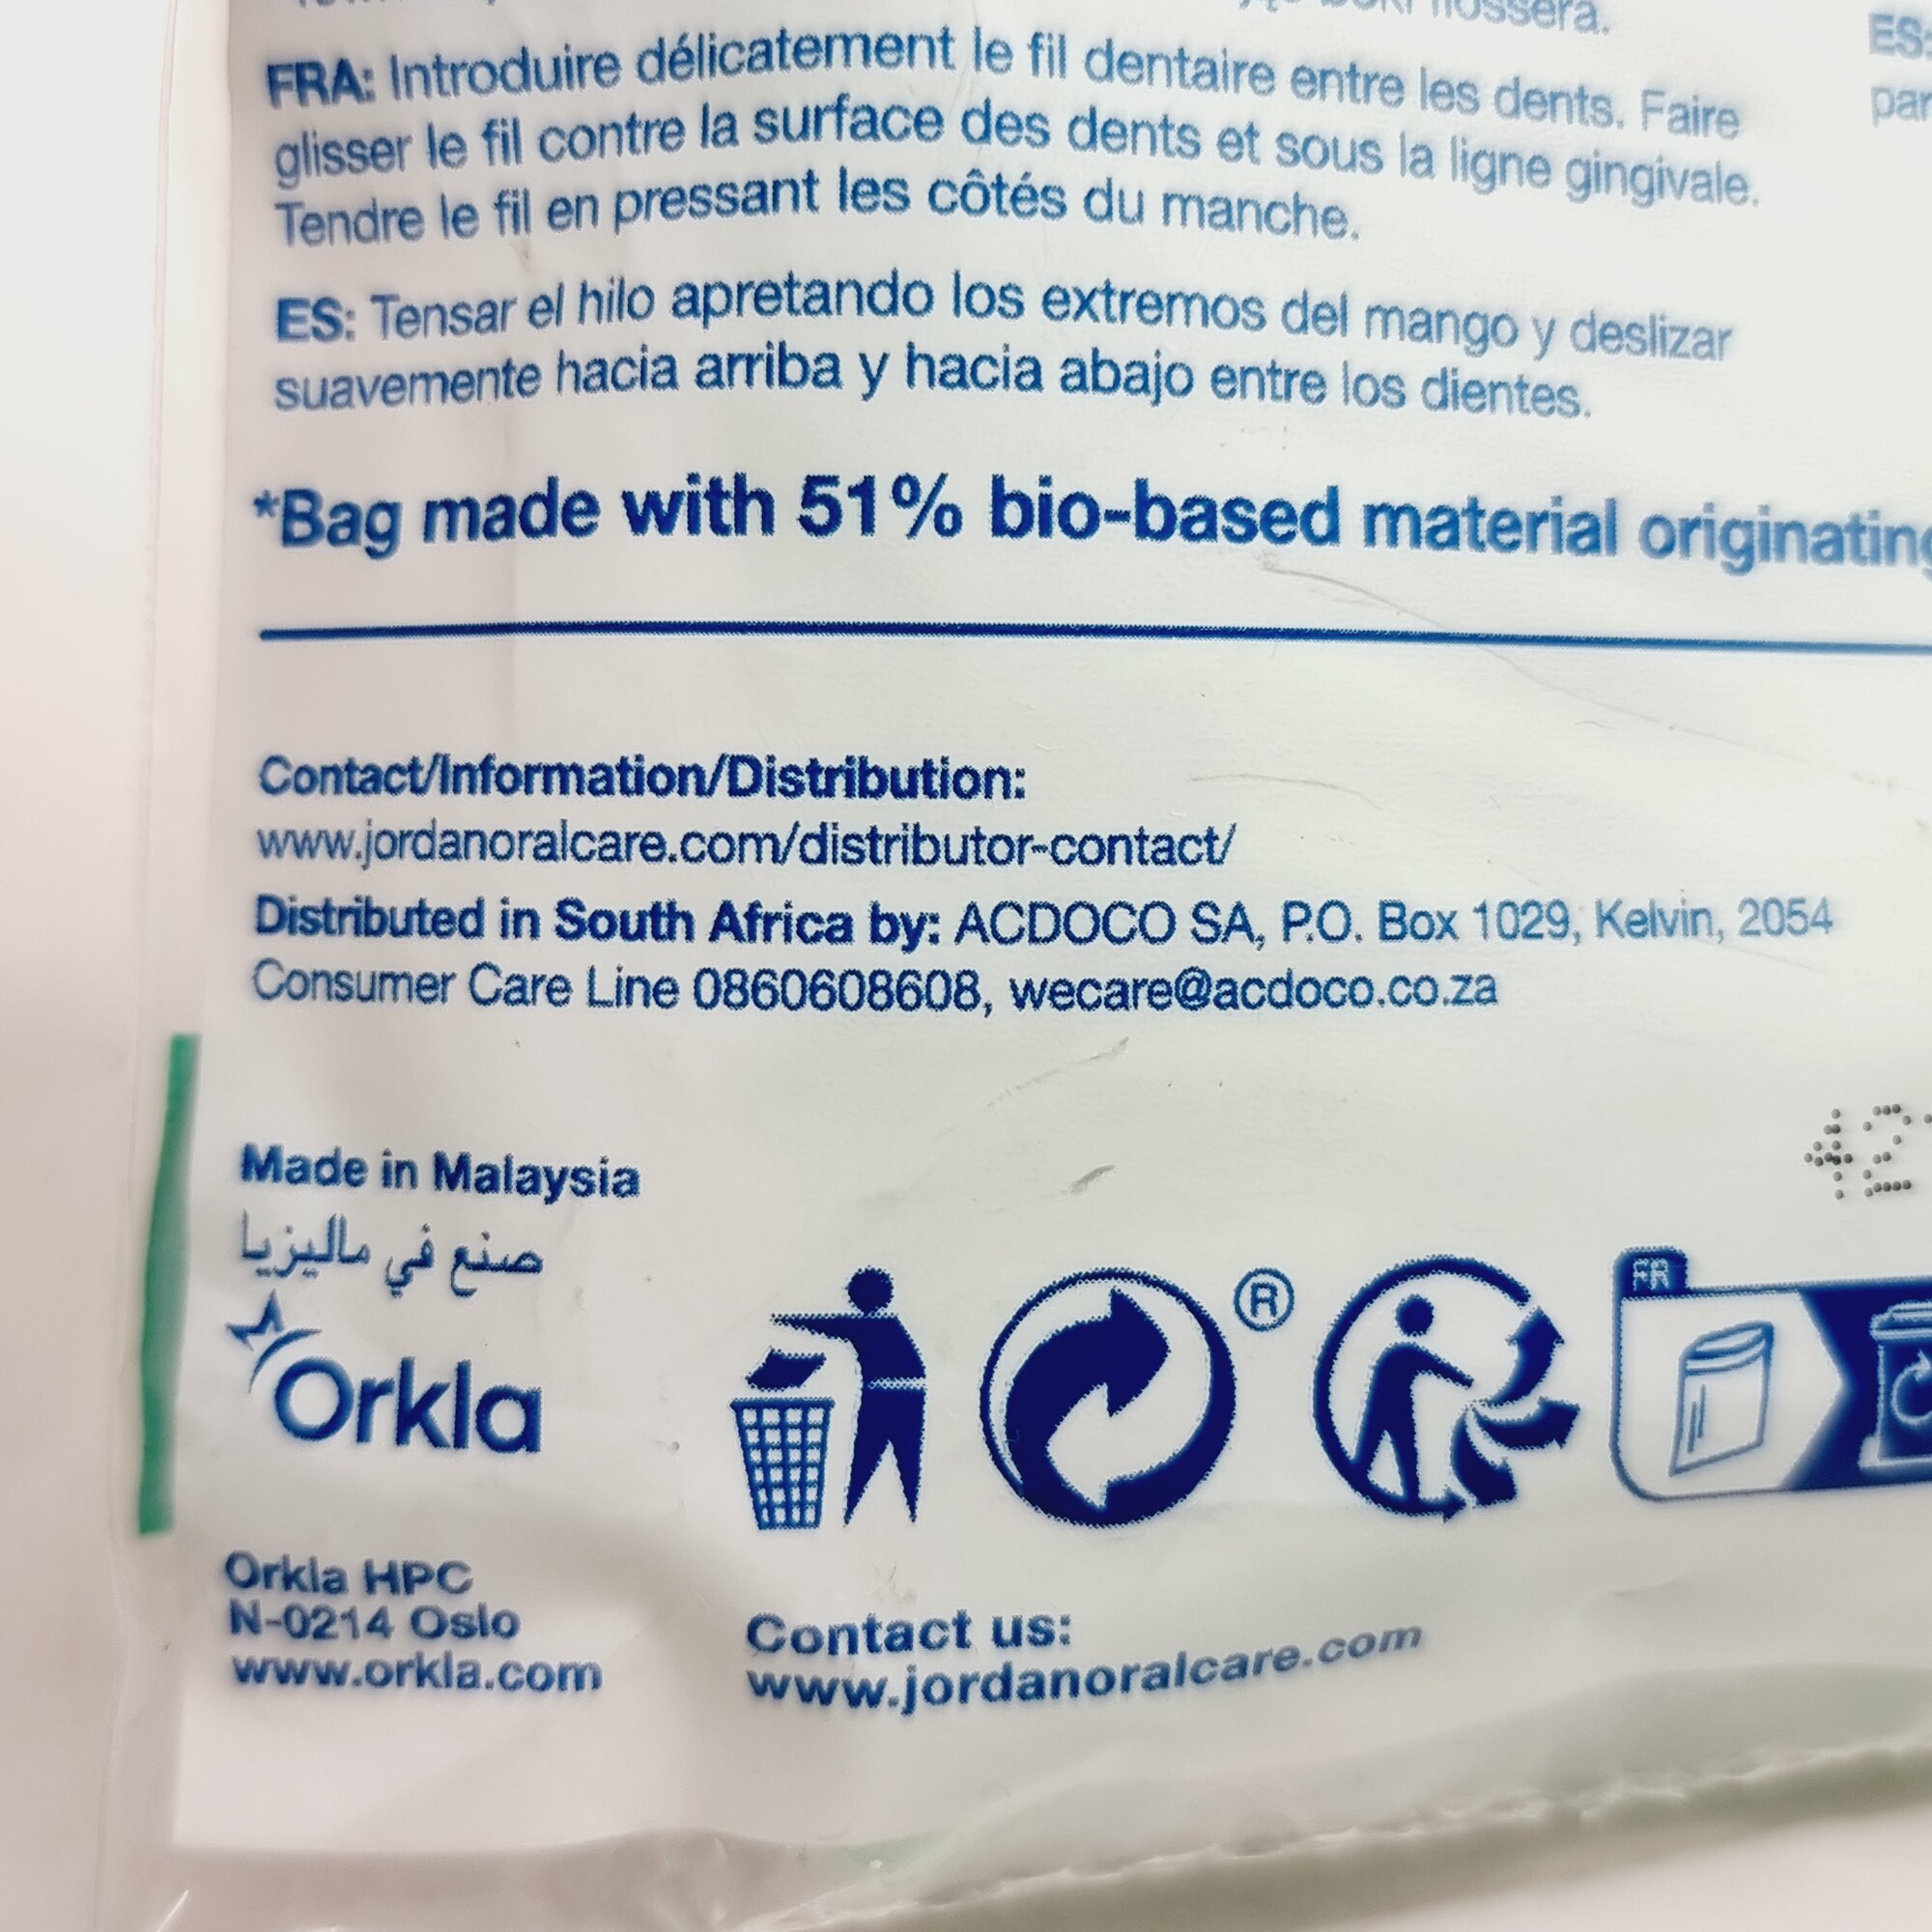 flossera.
FRA: Introduire délicatement le fil dentaire entre les dents. Faire
glisser le fil contre la surface des dents et sous la ligne gingivale.
Tendre le fil en pressant les côtés du manche.
ES: Tensar el hilo apretando los extremos del mango y deslizar
suavemente hacia arriba y hacia abajo entre los dientes.
ES:
par
*Bag made with 51% bio-based material originating
Contact/Information/Distribution:
www.jordanoralcare.com/distributor-contact/
Distributed in South Africa by: ACDOCO SA, P.O. Box 1029, Kelvin, 2054
Consumer Care Line 0860608608, wecare@acdoco.co.za
42
Made in Malaysia
صنع في ماليزيا
Orkla
®
FR
Orkla HPC
N-0214 Oslo
www.orkla.com
Contact us:
www.jordanoralcare.com